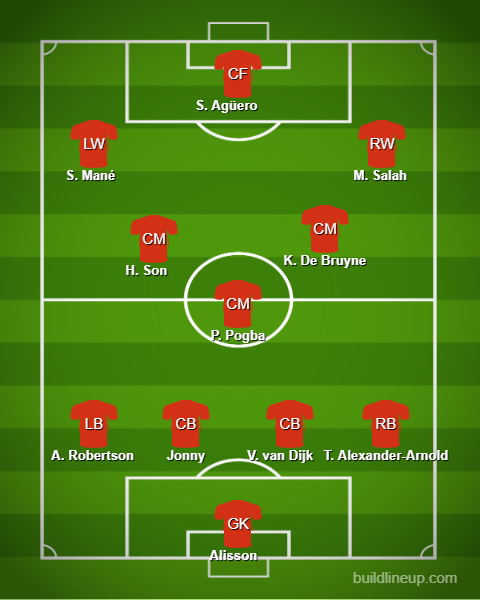 CF
S. Agüero
LW
RW
S. Mané
M. Salah
CM
CM
H. Son
K. De Bruyne
CM
P. Pogba
LB
CB
CB
RB
A. Robertson
Jonny
V. van Dijk
T. Alexander-Arnold
GK
Alisson
buildlineup.com